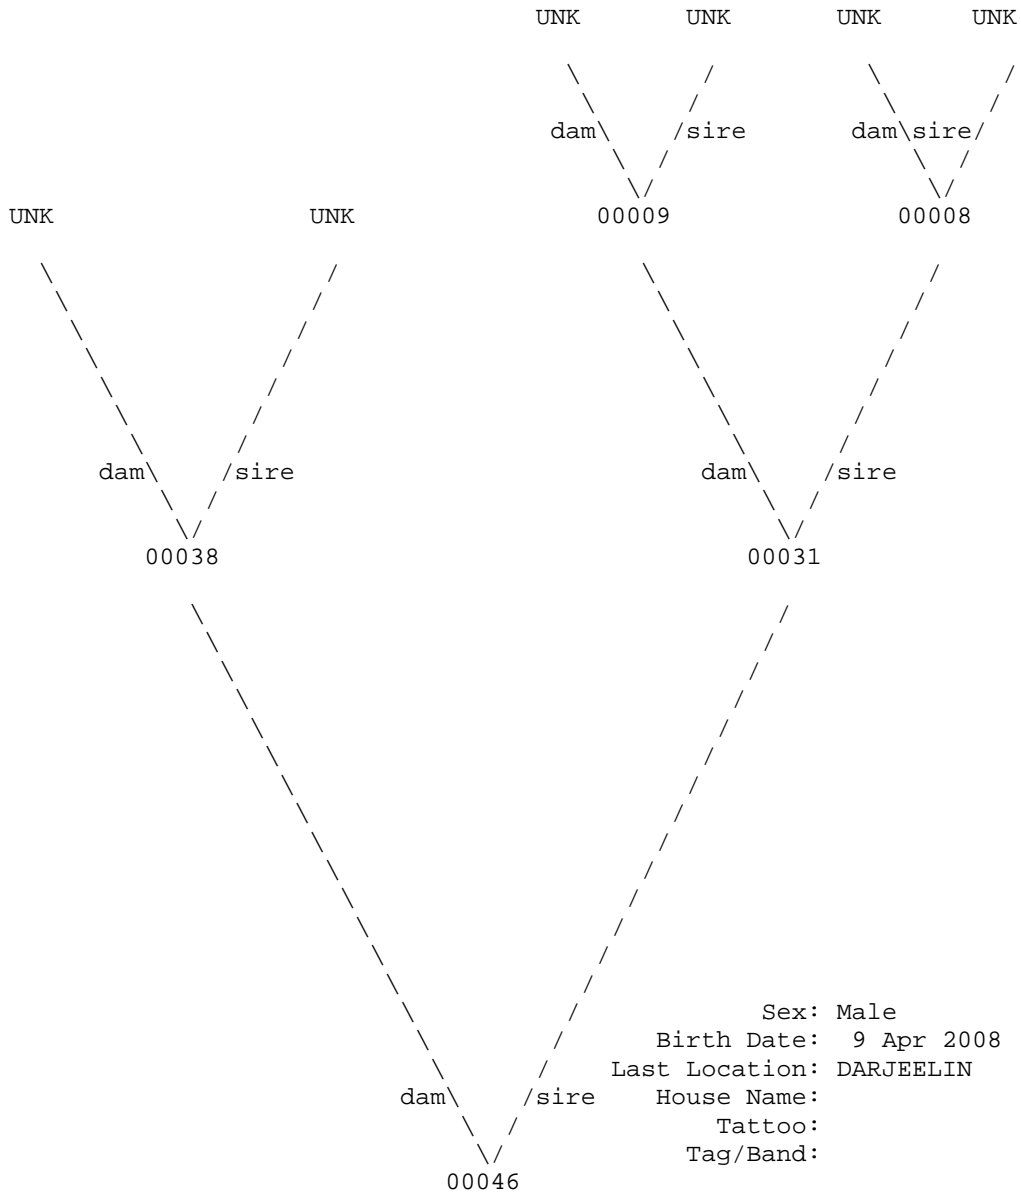 UNK UNK UNK UNK
dam sire dam sire
UNK UNK 00009 00008
dam sire dam sire
00038 00031
Sex: Male
Birth Date: 9 Apr 2008
Last Location: DARJEELIN
dam sire House Name:
Tattoo:
Tag/Band:
00046